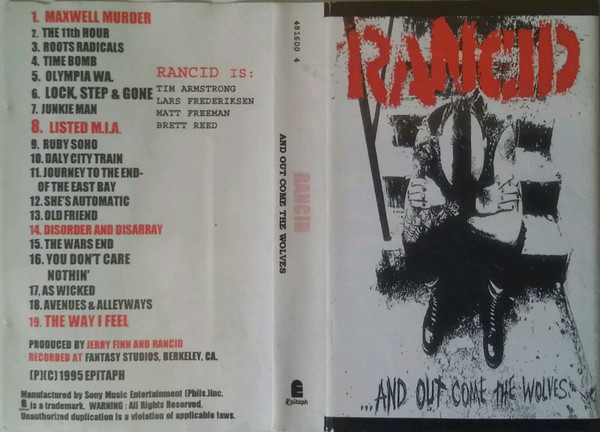 1. MAXWELL MURDER
2. THE 11th HOUR
3. ROOTS RADICALS
4. TIME BOMB
5. OLYMPIA WA.
6. LOCK, STEP & GONE
7. JUNKIE MAN
8. LISTED M.I.A.
9. RUBY SOHO
10. DALY CITY TRAIN
11. JOURNEY TO THE END-
OF THE EAST BAY
12. SHE'S AUTOMATIC
13. OLD FRIEND
14. DISORDER AND DISARRAY
15. THE WARS END
16. YOU DON'T CARE
NOTHIN'
17. AS WICKED
18. AVENUES & ALLEYWAYS
19. THE WAY I FEEL
RANCID IS:
TIM ARMSTRONG
LARS FREDERIKSEN
MATT FREEMAN
BRETT REED
PRODUCED BY JERRY FINN AND RANCID
RECORDED AT FANTASY STUDIOS, BERKELEY, CA.
(P)(C) 1995 EPITAPH
Manufactured by Sony Music Entertainment (Phils.)Inc.
is a trademark. WARNING : All Rights Reserved.
Unauthorized duplication is a violation of applicable laws.
481600 4
RANCID
AND OUT COME THE WOLVES
Epitaph
RANCID
...AND OUT COME THE WOLVES